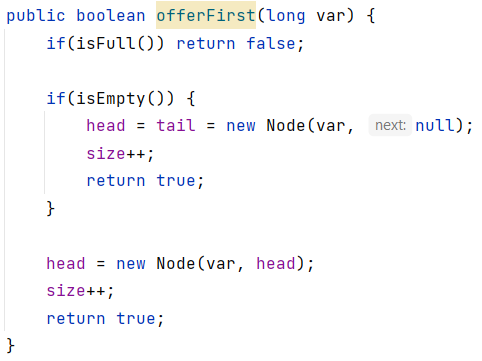 public boolean offerFirst(long var) {
    if(isFull()) return false;

    if(isEmpty()) {
        head = tail = new Node(var, next: null);
        size++;
        return true;
    }

    head = new Node(var, head);
    size++;
    return true;
}